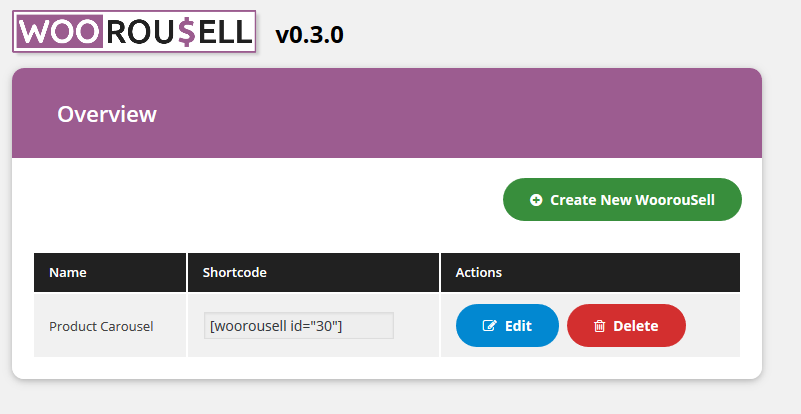 WOOROU$ELL v0.3.0
Overview
Create New WoorouSell
Name Shortcode Actions
Product Carousel [woorousell id="30"] Edit Delete